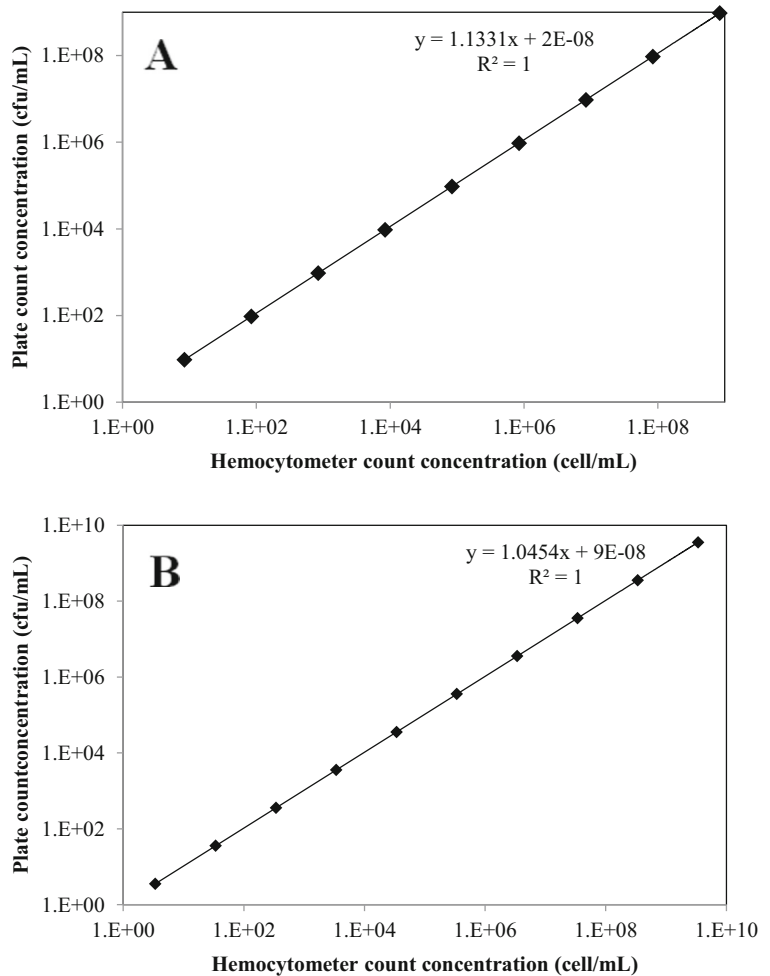 A
y = 1.1331x + 2E-08
R² = 1
Plate count concentration (cfu/mL)
1.E+08
1.E+06
1.E+04
1.E+02
1.E+00
1.E+00 1.E+02 1.E+04 1.E+06 1.E+08
Hemocytometer count concentration (cell/mL)
B
y = 1.0454x + 9E-08
R² = 1
Plate countconcentration (cfu/mL)
1.E+10
1.E+08
1.E+06
1.E+04
1.E+02
1.E+00
1.E+00 1.E+02 1.E+04 1.E+06 1.E+08 1.E+10
Hemocytometer count concentration (cell/mL)